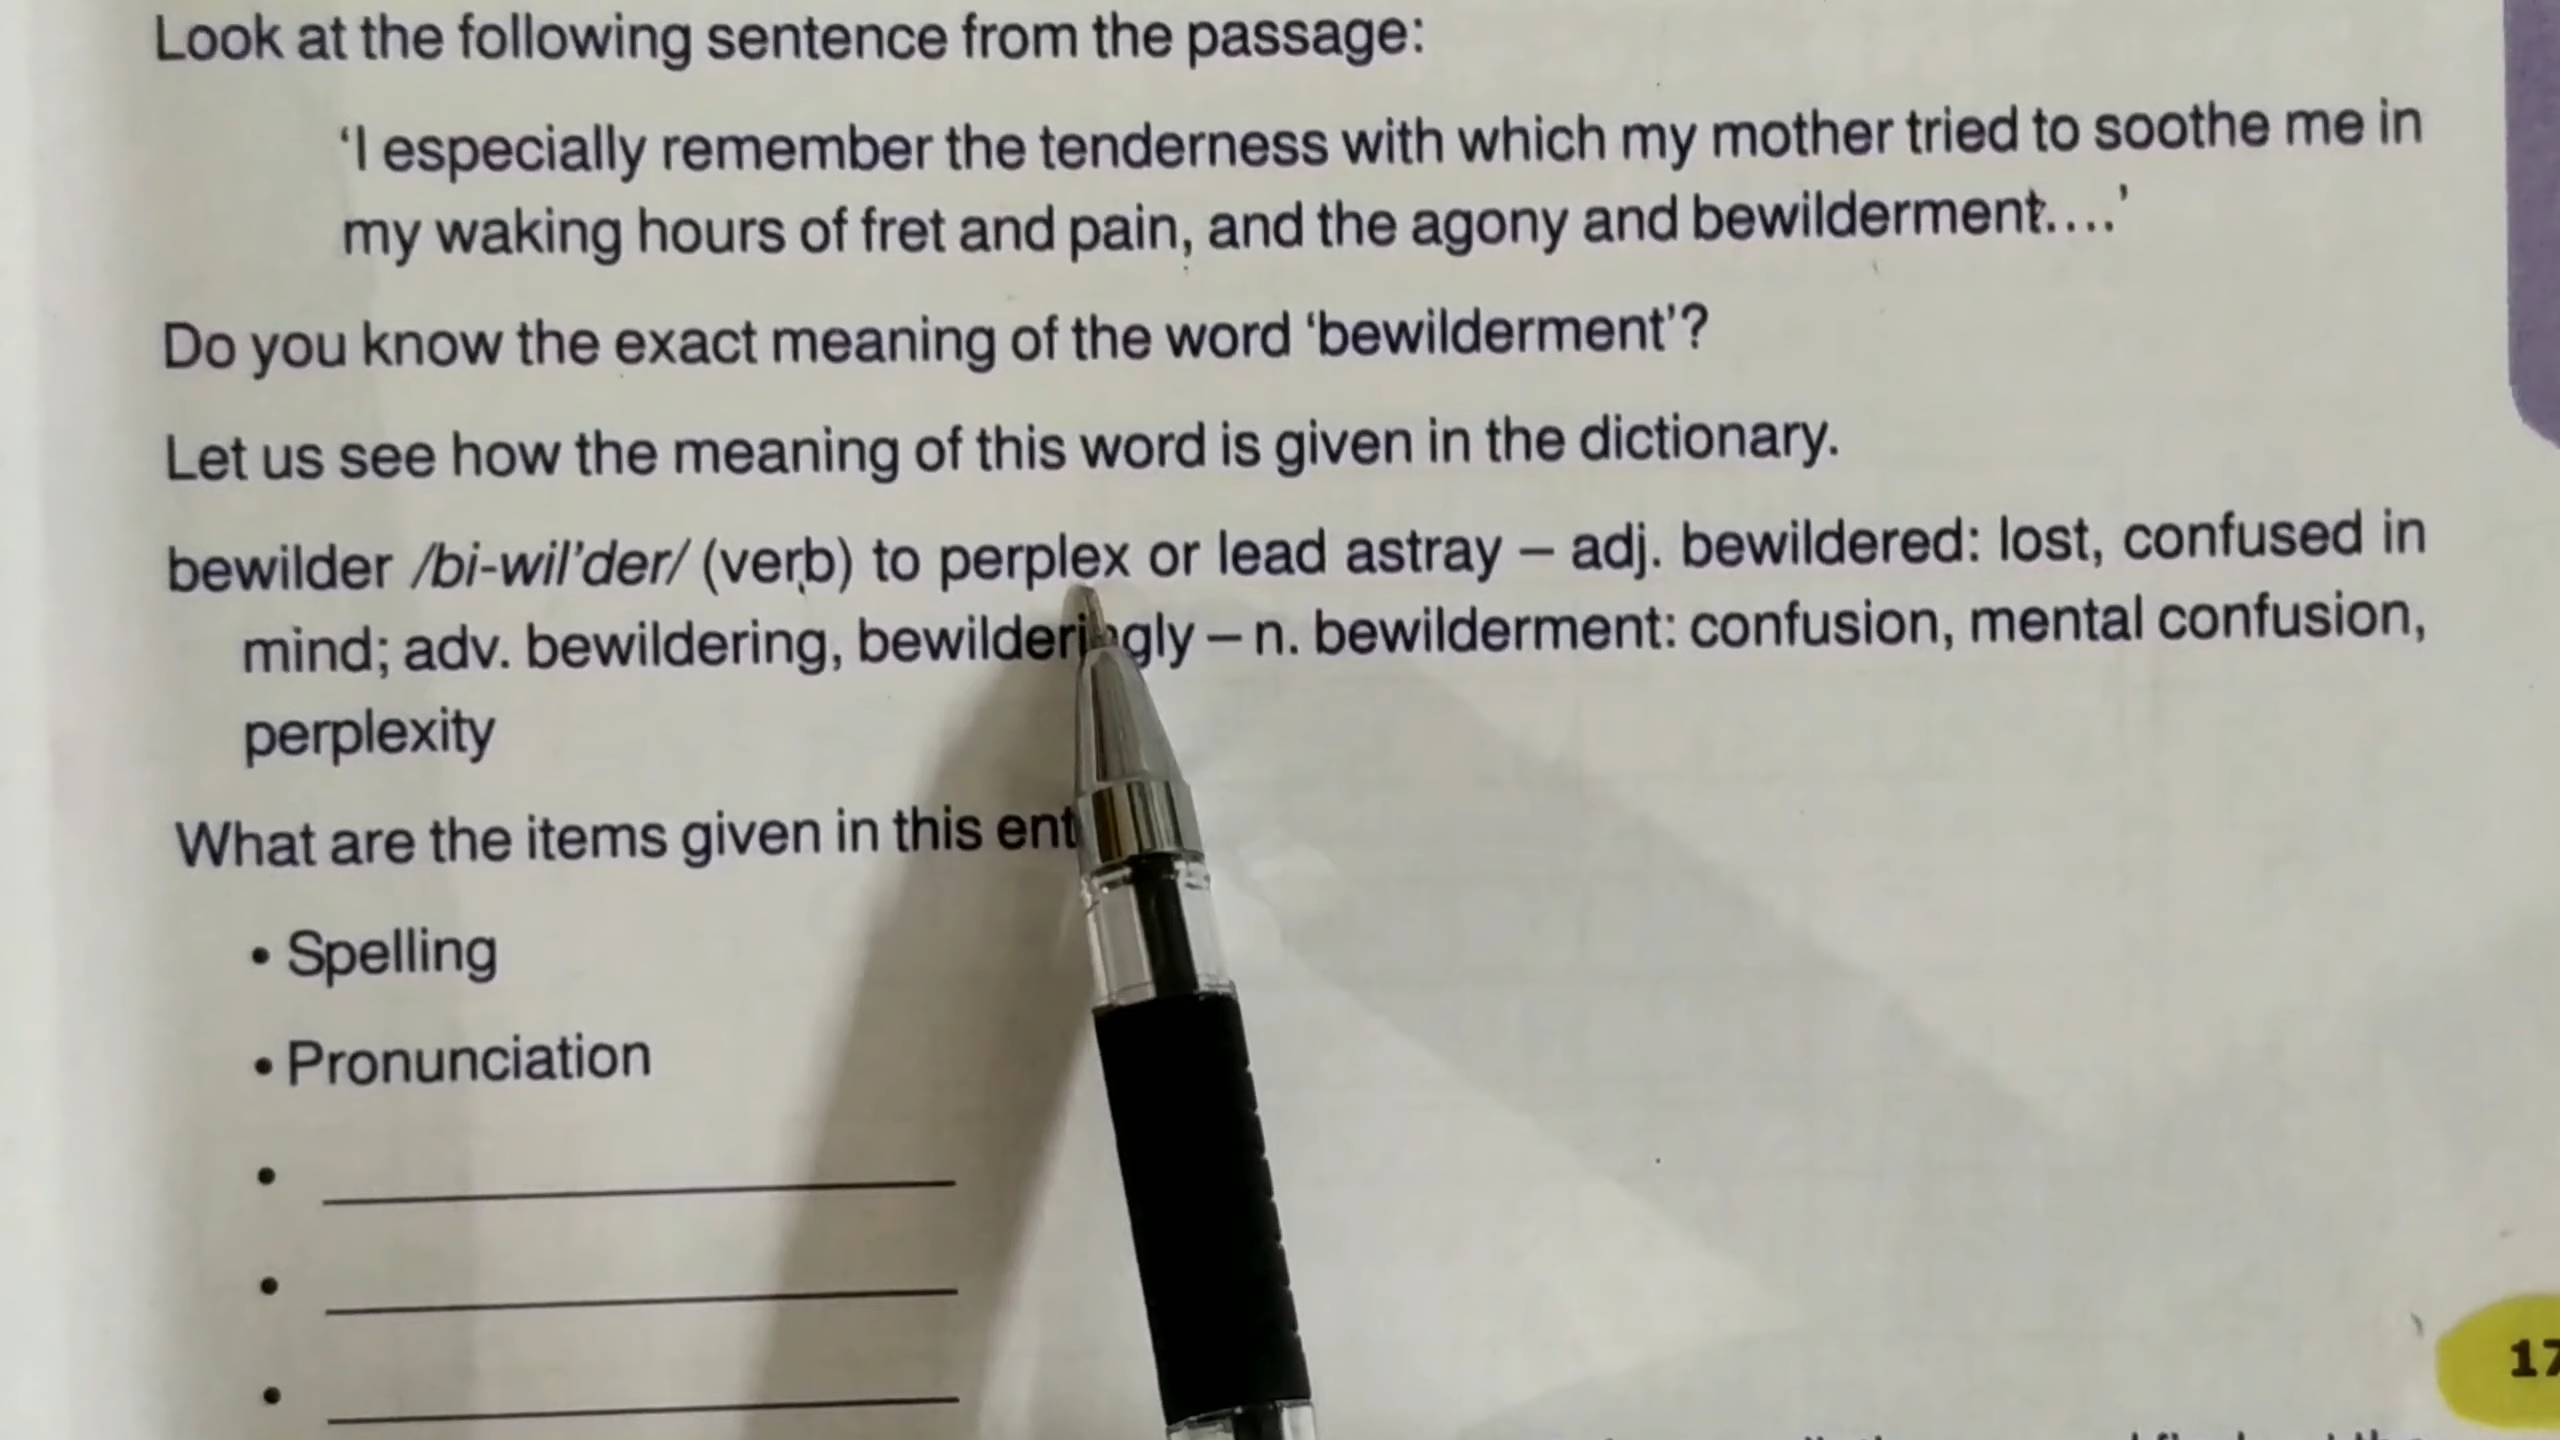 Look at the following sentence from the passage:
‘I especially remember the tenderness with which my mother tried to soothe me in
my waking hours of fret and pain, and the agony and bewilderment....’
Do you know the exact meaning of the word ‘bewilderment’?
Let us see how the meaning of this word is given in the dictionary.
bewilder /bi-wil’der/ (verb) to perplex or lead astray – adj. bewildered: lost, confused in
mind; adv. bewildering, bewilderingly – n. bewilderment: confusion, mental confusion,
perplexity
What are the items given in this ent
• Spelling
• Pronunciation
•
•
•
17